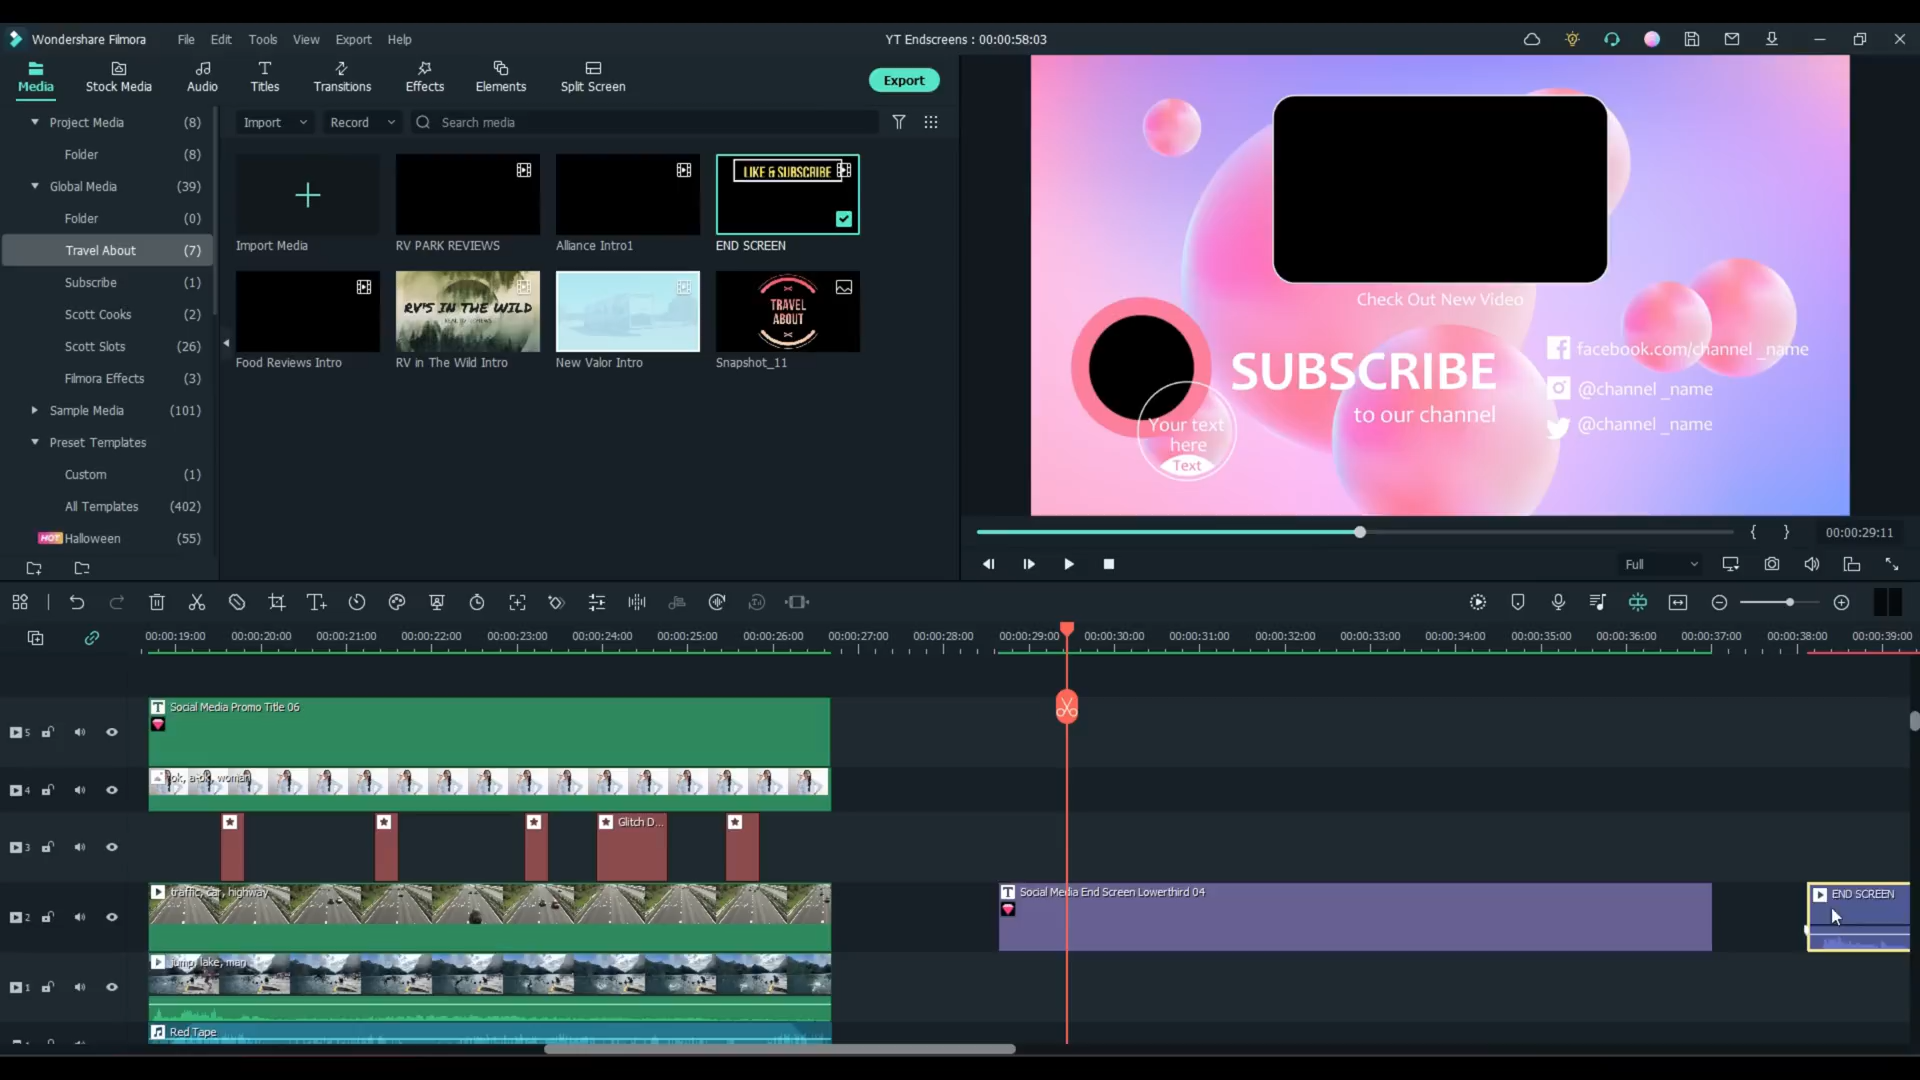 Wondershare Filmora
File Edit Tools View Export Help
YT Endscreens : 00:00:58:03
Media
Stock Media
Audio
Titles
Transitions
Effects
Elements
Split Screen
Export
Project Media (8)
Folder (8)
Global Media (39)
Folder (0)
Travel About (7)
Subscribe (1)
Scott Cooks (2)
Scott Slots (26)
Filmora Effects (3)
Sample Media (101)
Preset Templates
Custom (1)
All Templates (402)
HOT Halloween (55)
Import
Record
Search media
Import Media
RV PARK REVIEWS
Alliance Intro1
LIKE & SUBSCRIBE
END SCREEN
Food Reviews Intro
RV'S IN THE WILD
RV in The Wild Intro
New Valor Intro
TRAVEL
ABOUT
Snapshot_11
Check Out New Video
SUBSCRIBE
to our channel
Your text
here
Text
facebook.com/channel _name
@channel _name
@channel _name
{ }
00:00:29:11
Full
00:00:19:00 00:00:20:00 00:00:21:00 00:00:22:00 00:00:23:00 00:00:24:00 00:00:25:00 00:00:26:00 00:00:27:00 00:00:28:00 00:00:29:00 00:00:30:00 00:00:31:00 00:00:32:00 00:00:33:00 00:00:34:00 00:00:35:00 00:00:36:00 00:00:37:00 00:00:38:00 00:00:39:00
5
Social Media Promo Title 06
4
ok, a-ok, woman
3
Glitch D...
2
traffic, car, highway
Social Media End Screen Lowerthird 04
END SCREEN
1
jump, lake, man
Red Tape